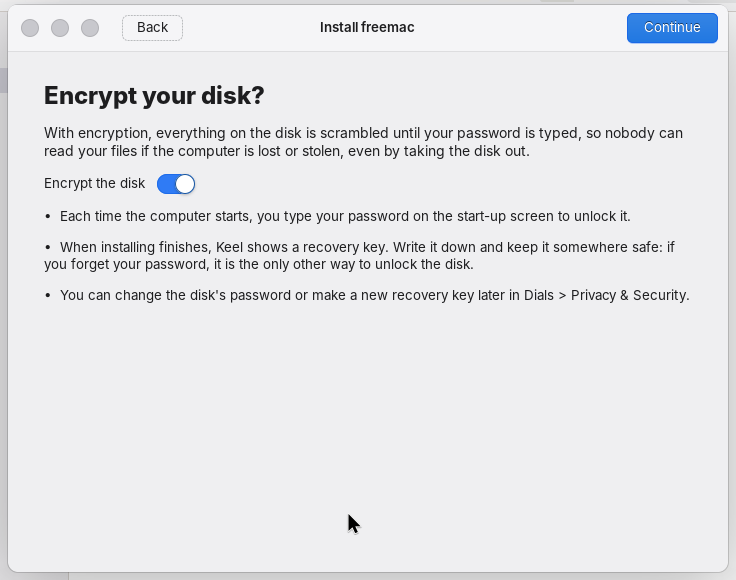 Back
Install freemac
Continue
Encrypt your disk?
With encryption, everything on the disk is scrambled until your password is typed, so nobody can
read your files if the computer is lost or stolen, even by taking the disk out.
Encrypt the disk
• Each time the computer starts, you type your password on the start-up screen to unlock it.
• When installing finishes, Keel shows a recovery key. Write it down and keep it somewhere safe: if
you forget your password, it is the only other way to unlock the disk.
• You can change the disk's password or make a new recovery key later in Dials > Privacy & Security.